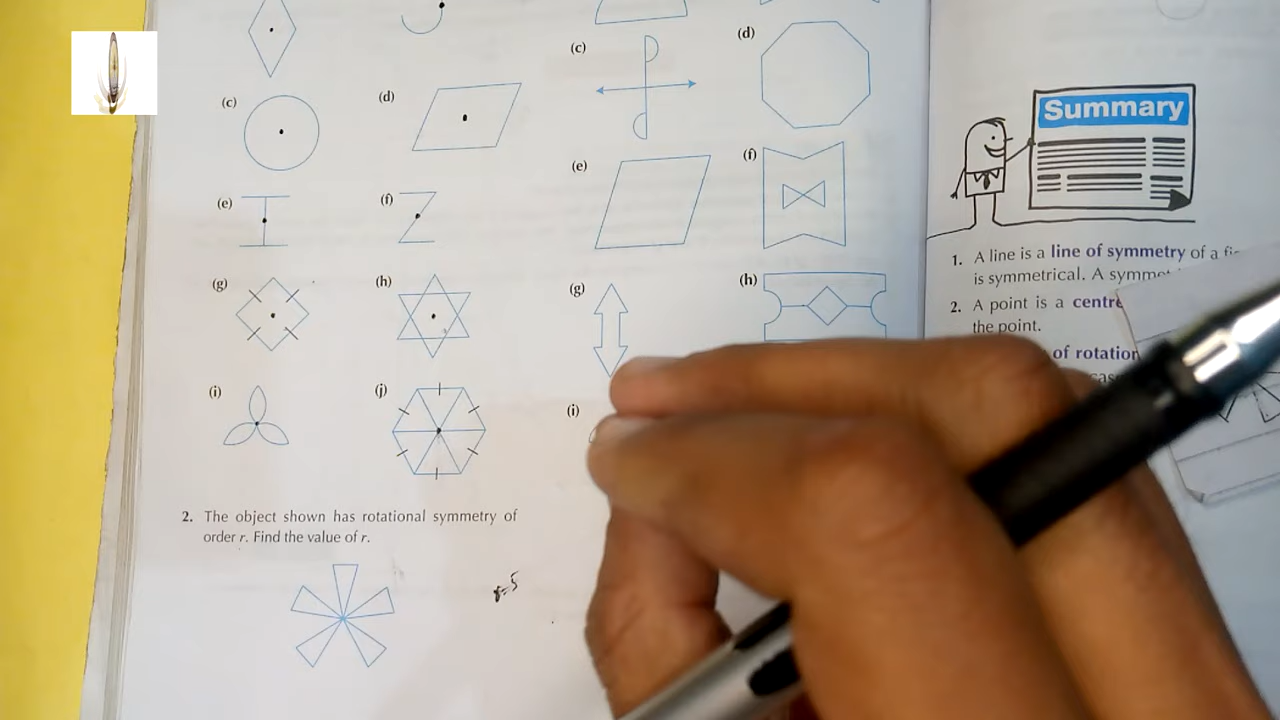 (c)
(d)
(e)
(f)
(g)
(h)
(i)
(j)
2. The object shown has rotational symmetry of
order r. Find the value of r.
r=5
(c)
(d)
(e)
(f)
(g)
(h)
(i)
Summary
1. A line is a line of symmetry of a
is symmetrical. A
2. A point is a centre
the point.
of rotation